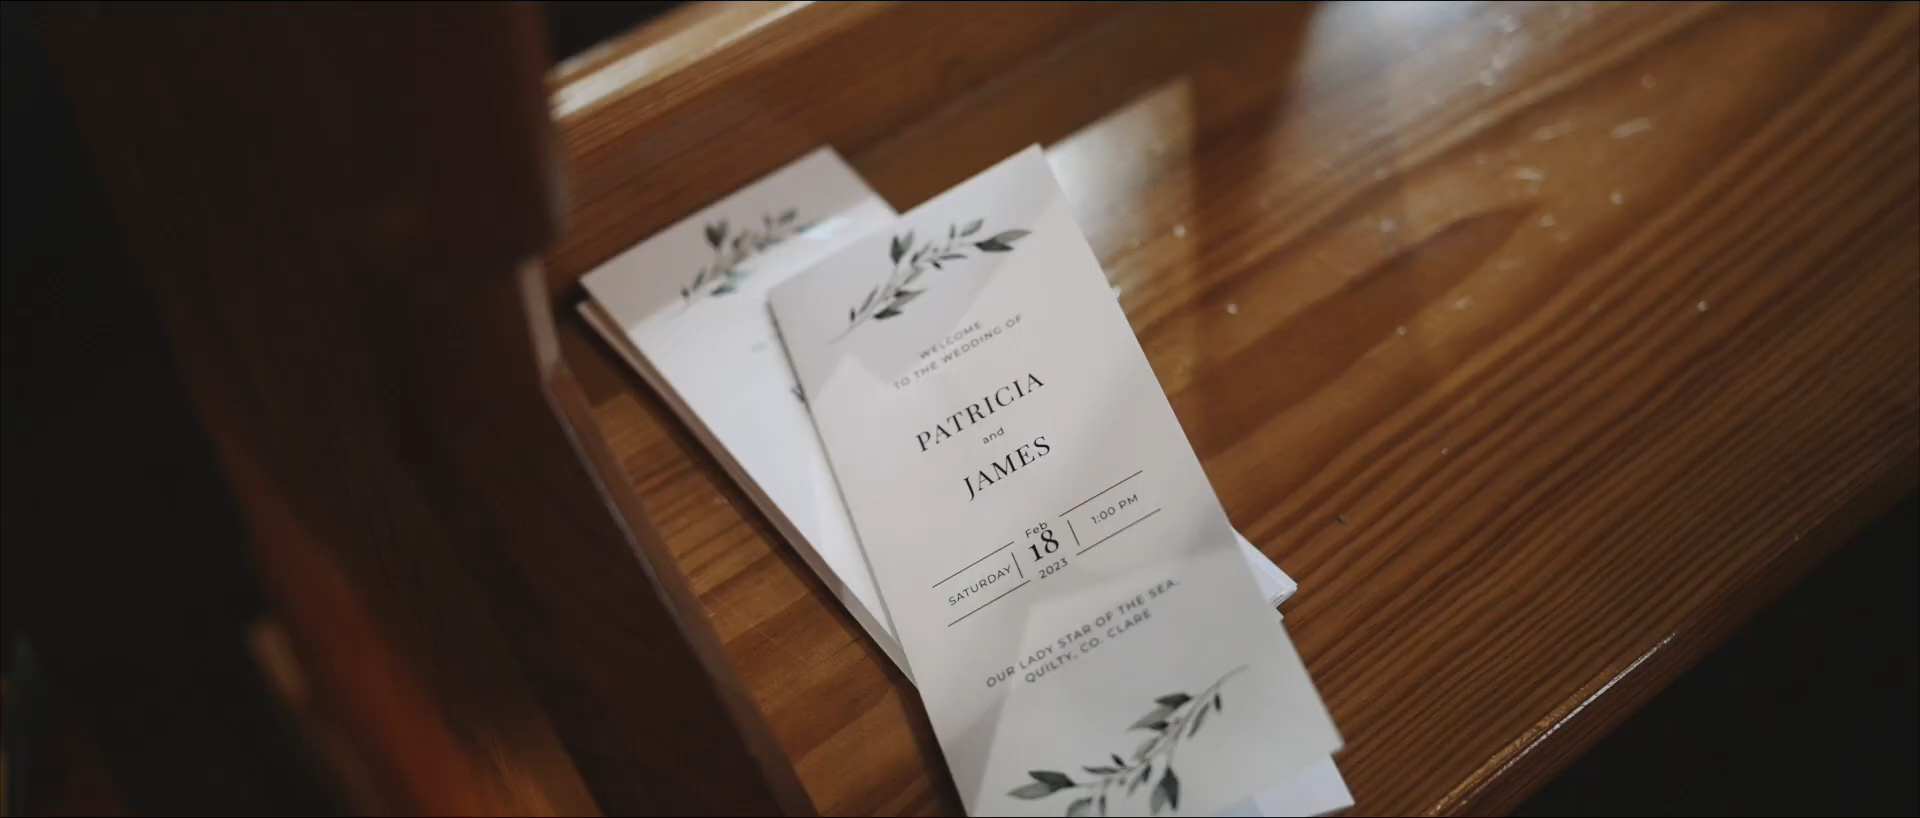 WELCOME
TO THE WEDDING OF
PATRICIA
and
JAMES
SATURDAY
Feb
18
2023
1:00 PM
OUR LADY STAR OF THE SEA,
QUILTY, CO. CLARE